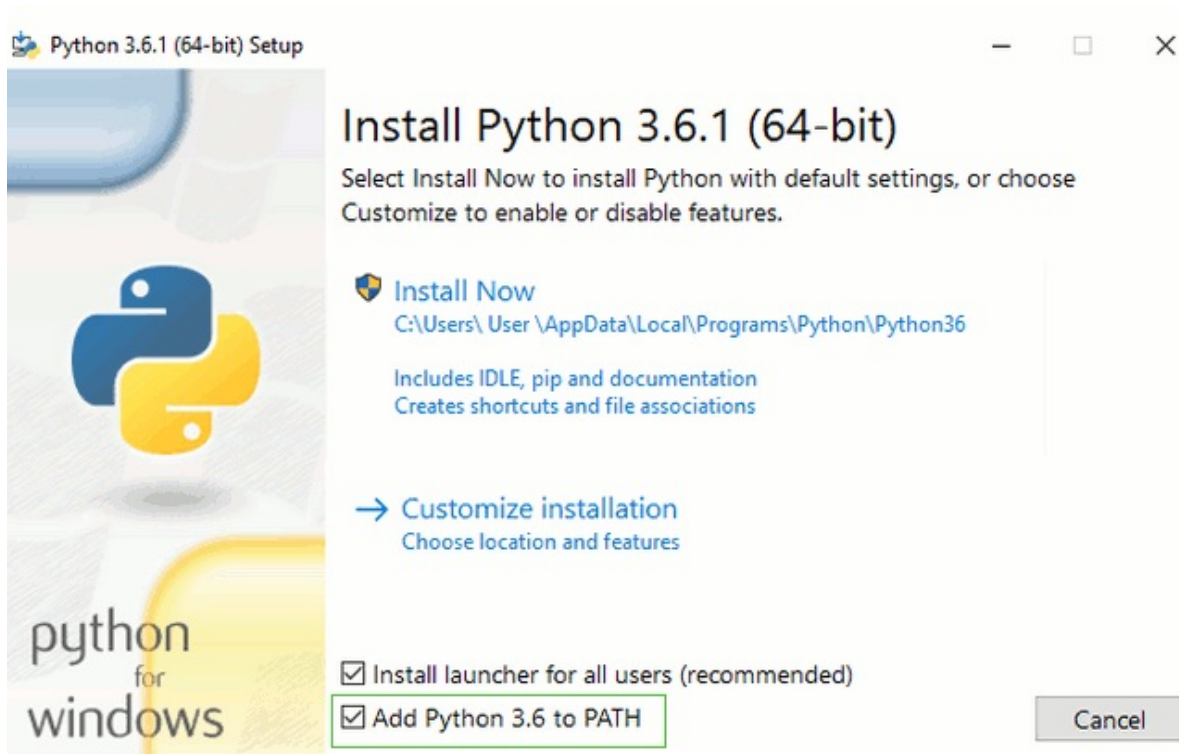 Python 3.6.1 (64-bit) Setup
Install Python 3.6.1 (64-bit)
Select Install Now to install Python with default settings, or choose
Customize to enable or disable features.
Install Now
C:\Users\ User \AppData\Local\Programs\Python\Python36
Includes IDLE, pip and documentation
Creates shortcuts and file associations
Customize installation
Choose location and features
python
for
windows
Install launcher for all users (recommended)
Add Python 3.6 to PATH
Cancel